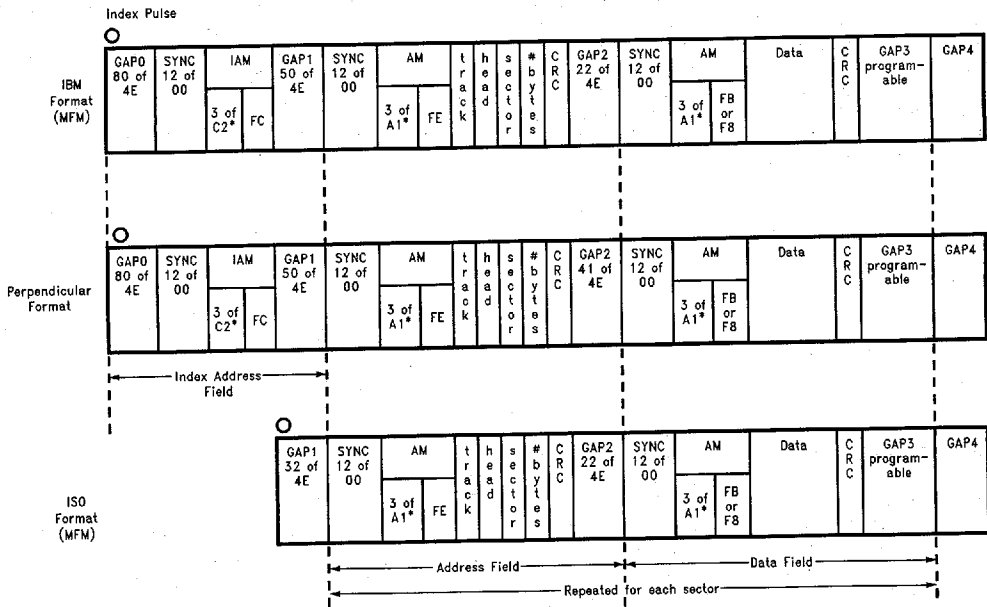 Index Pulse
IBM
Format
(MFM)
GAP0
80 of
4E
SYNC
12 of
00
IAM
3 of
C2*
FC
GAP1
50 of
4E
SYNC
12 of
00
AM
3 of
A1*
FE
track
head
sector
# bytes
CRC
GAP2
22 of
4E
SYNC
12 of
00
AM
3 of
A1*
FB
or
F8
Data
CRC
GAP3
program-
able
GAP4
Perpendicular
Format
GAP0
80 of
4E
SYNC
12 of
00
IAM
3 of
C2*
FC
GAP1
50 of
4E
SYNC
12 of
00
AM
3 of
A1*
FE
track
head
sector
# bytes
CRC
GAP2
41 of
4E
SYNC
12 of
00
AM
3 of
A1*
FB
or
F8
Data
CRC
GAP3
program-
able
GAP4
Index Address
Field
ISO
Format
(MFM)
GAP1
32 of
4E
SYNC
12 of
00
AM
3 of
A1*
FE
track
head
sector
# bytes
CRC
GAP2
22 of
4E
SYNC
12 of
00
AM
3 of
A1*
FB
or
F8
Data
CRC
GAP3
program-
able
GAP4
Address Field
Data Field
Repeated for each sector